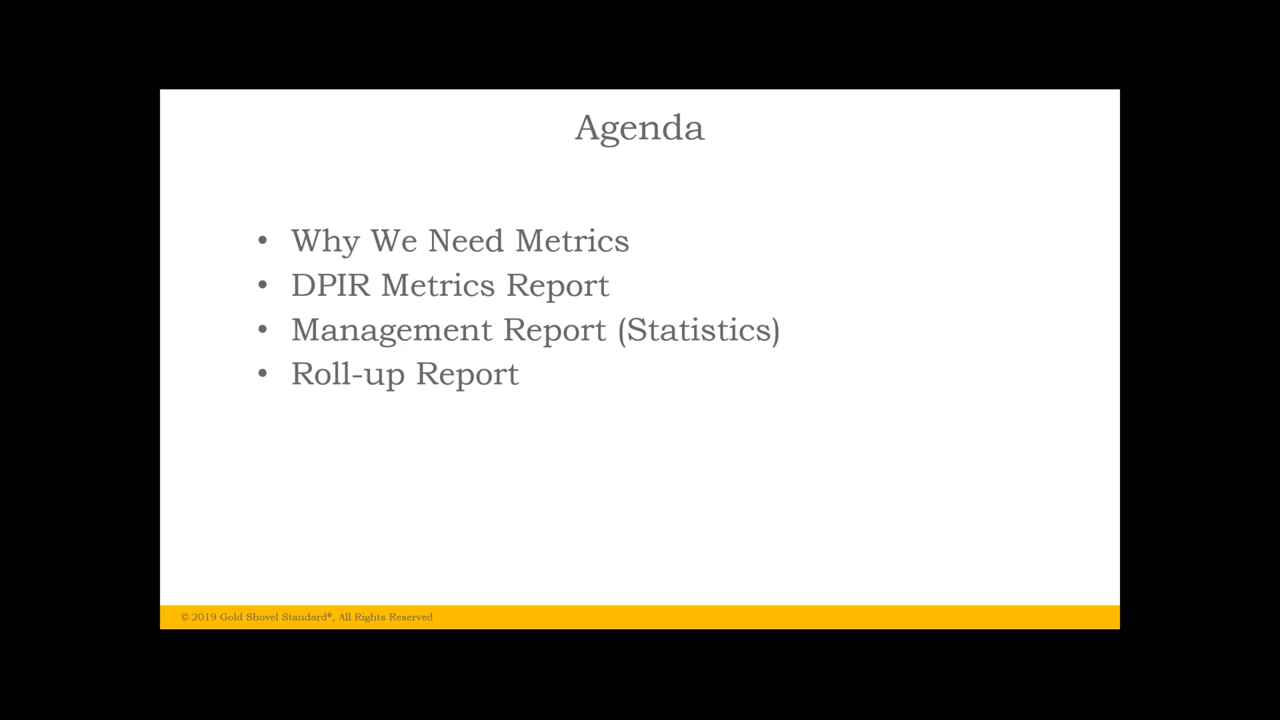 Agenda
• Why We Need Metrics
• DPIR Metrics Report
• Management Report (Statistics)
• Roll-up Report
© 2019 Gold Shovel Standard®, All Rights Reserved